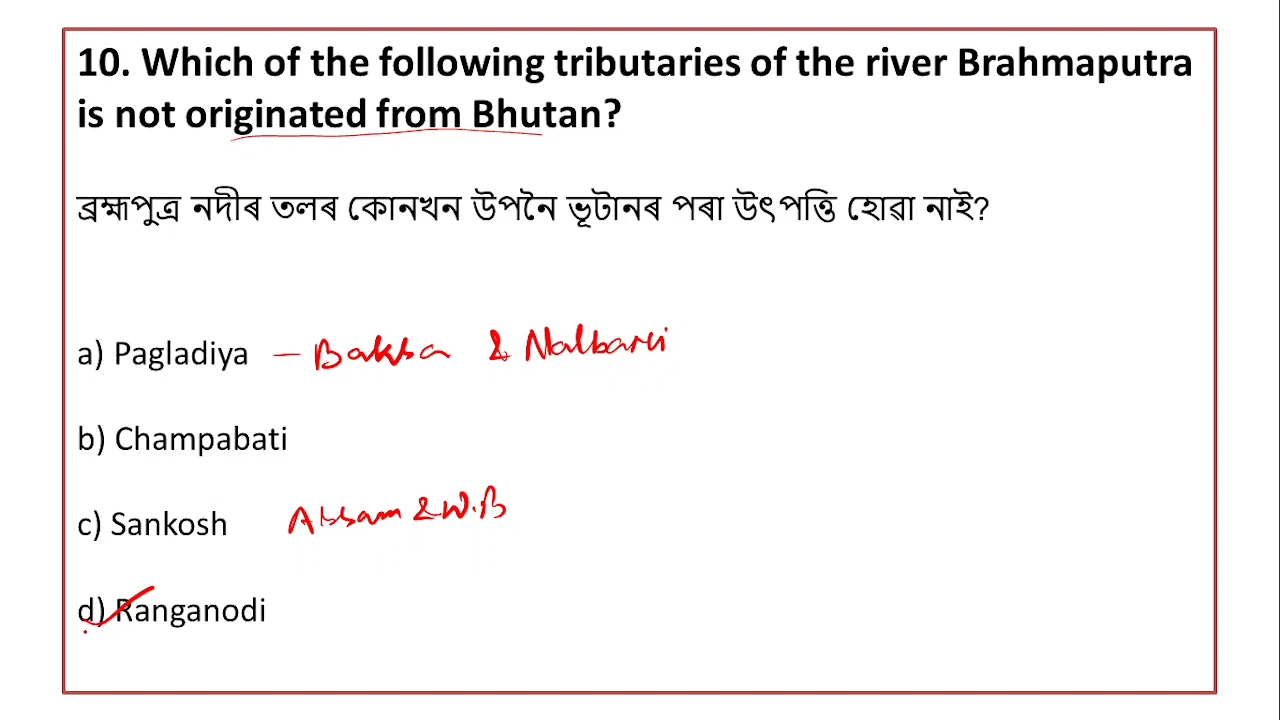 10. Which of the following tributaries of the river Brahmaputra
is not originated from Bhutan?
ব্ৰহ্মপুত্ৰ নদীৰ তলৰ কোনখন উপনৈ ভূটানৰ পৰা উৎপত্তি হোৱা নাই?
a) Pagladiya — Baksa & Nalbari
b) Champabati
c) Sankosh Assam & W.B
d) Ranganodi